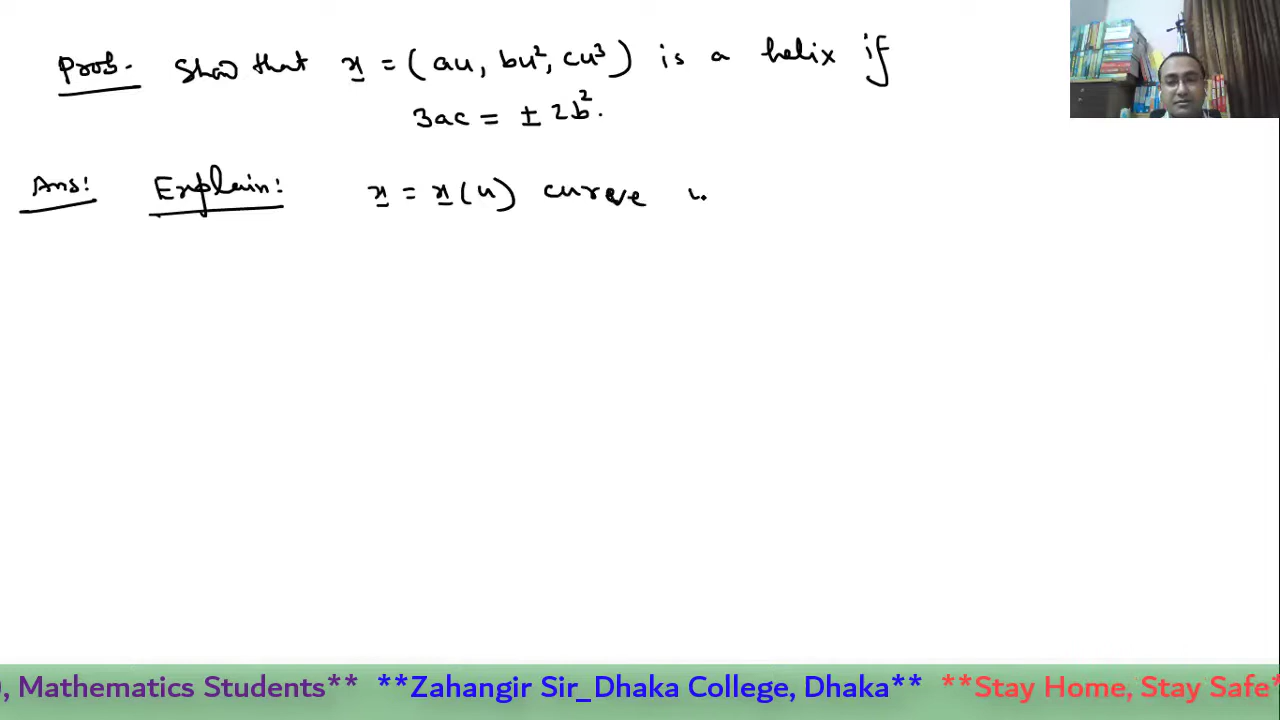 Prob. Show that x = (au, bu², cu³) is a helix if
3ac = ± 2b².
Ans: Explain: x = x(u) curve
, Mathematics Students** **Zahangir Sir_Dhaka College, Dhaka** **Stay Home, Stay Safe*